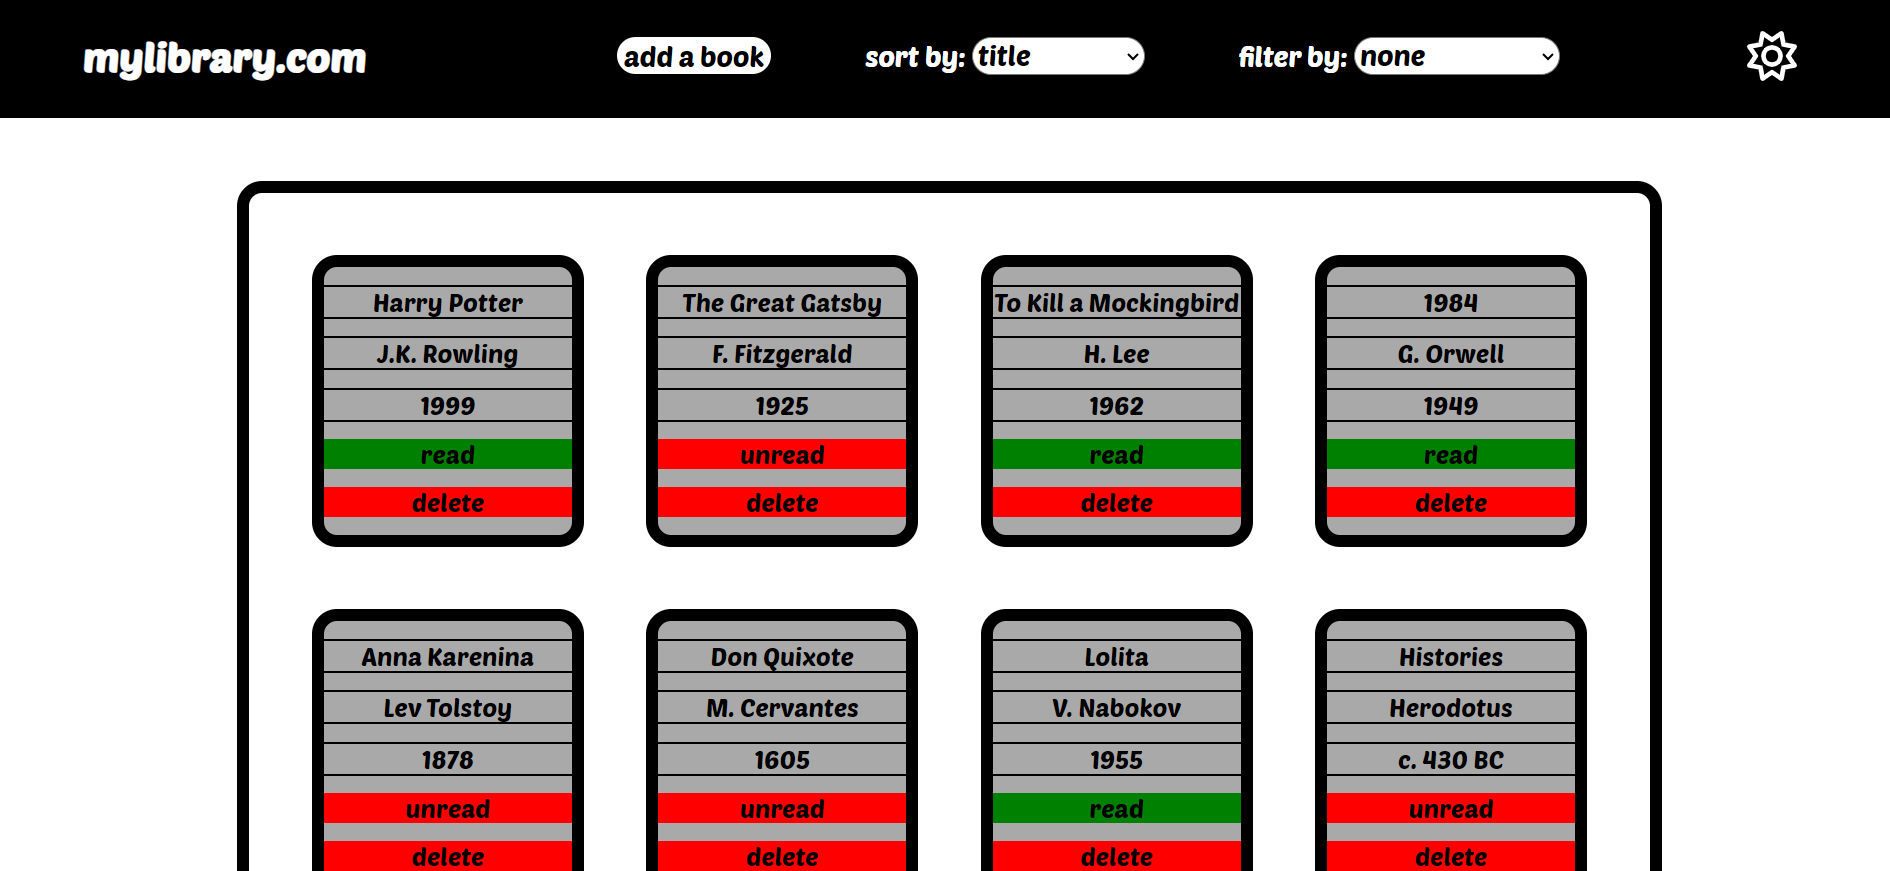 mylibrary.com
add a book
sort by: title
filter by: none
Harry Potter
J.K. Rowling
1999
read
delete
The Great Gatsby
F. Fitzgerald
1925
unread
delete
To Kill a Mockingbird
H. Lee
1962
read
delete
1984
G. Orwell
1949
read
delete
Anna Karenina
Lev Tolstoy
1878
unread
delete
Don Quixote
M. Cervantes
1605
unread
delete
Lolita
V. Nabokov
1955
read
delete
Histories
Herodotus
c. 430 BC
unread
delete